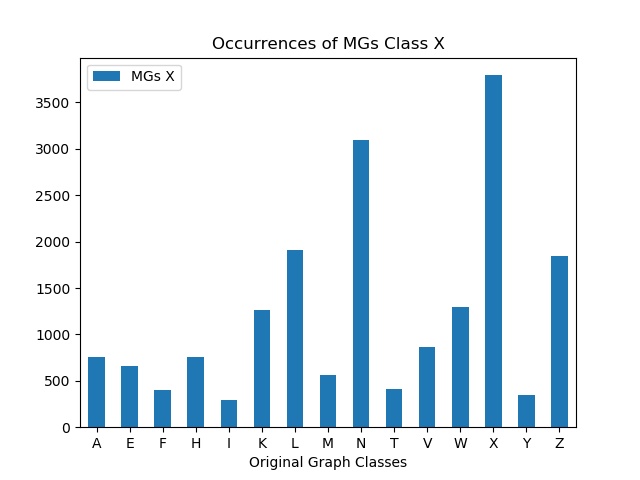 Occurrences of MGs Class X
MGs X
3500
3000
2500
2000
1500
1000
500
0
A E F H I K L M N T V W X Y Z
Original Graph Classes